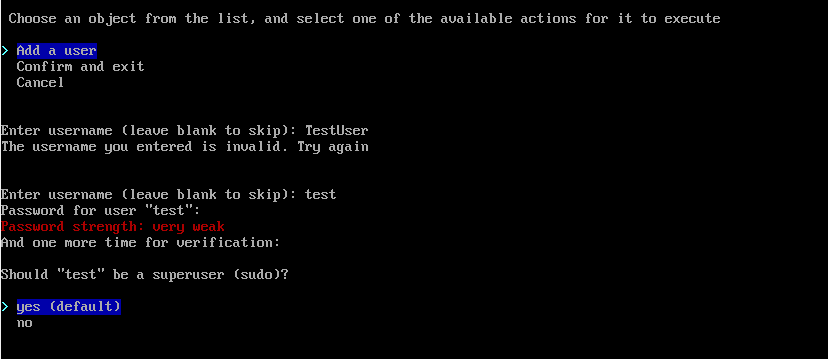 Choose an object from the list, and select one of the available actions for it to execute
> Add a user
Confirm and exit
Cancel
Enter username (leave blank to skip): TestUser
The username you entered is invalid. Try again
Enter username (leave blank to skip): test
Password for user "test":
Password strength: very weak
And one more time for verification:
Should "test" be a superuser (sudo)?
> yes (default)
no